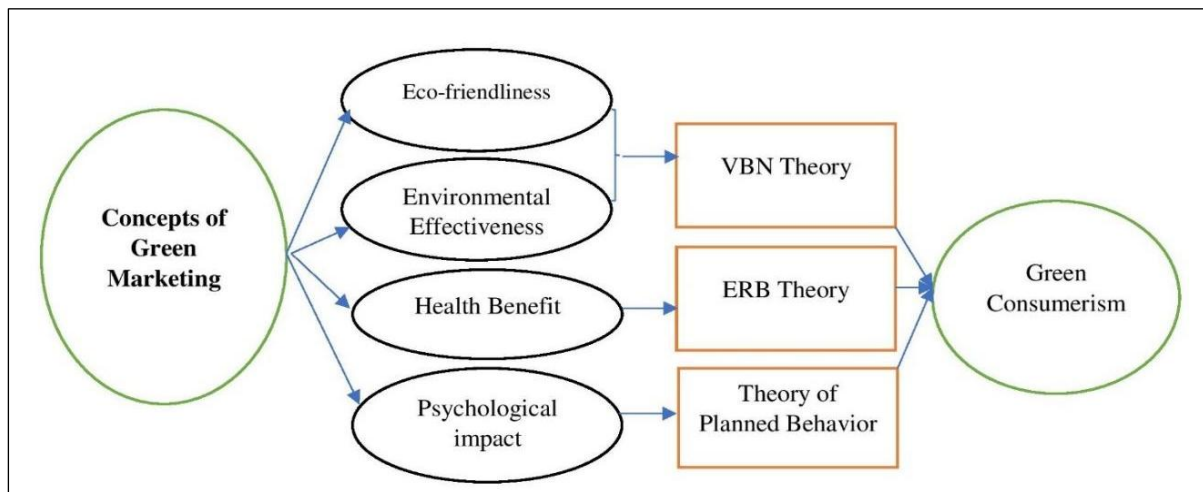 Concepts of
Green
Marketing
Eco-friendliness
Environmental
Effectiveness
Health Benefit
Psychological
impact
VBN Theory
ERB Theory
Theory of
Planned Behavior
Green
Consumerism